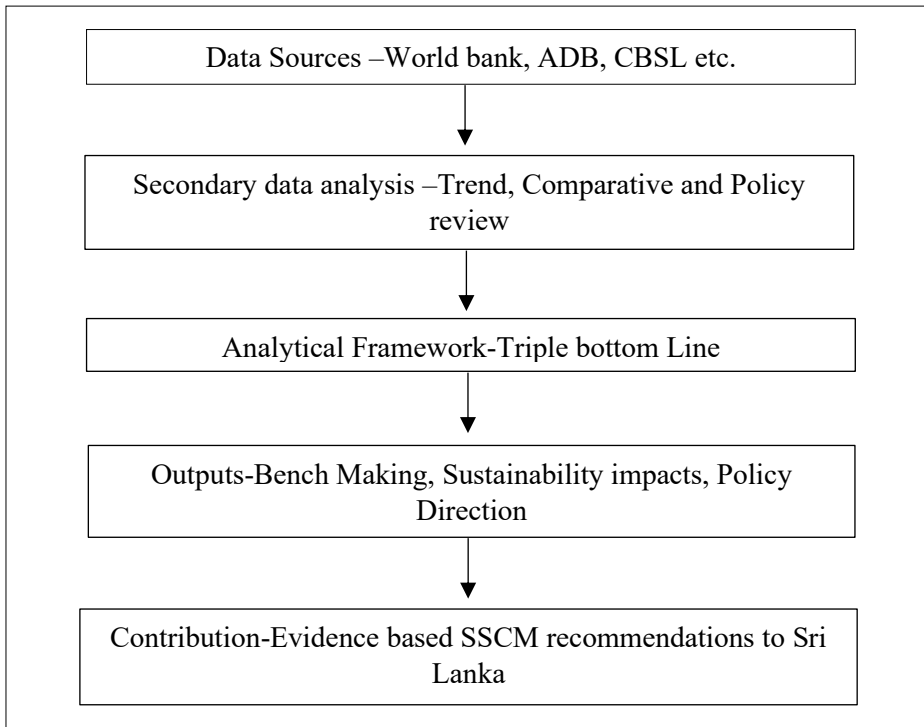 Data Sources –World bank, ADB, CBSL etc.
Secondary data analysis –Trend, Comparative and Policy
review
Analytical Framework-Triple bottom Line
Outputs-Bench Making, Sustainability impacts, Policy
Direction
Contribution-Evidence based SSCM recommendations to Sri
Lanka